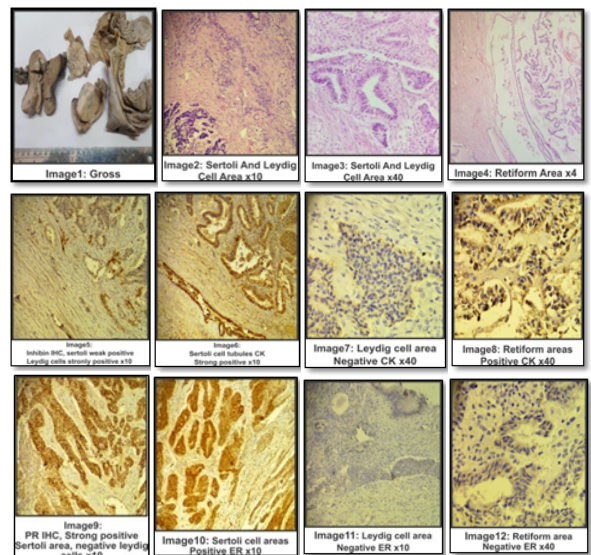 Image1: Gross
Image2: Sertoli And Leydig
Cell Area x10
Image3: Sertoli And Leydig
Cell Area x40
Image4: Retiform Area x4
Image5:
Inhibin IHC, sertoli weak positive
Leydig cells stronly positive x10
Image6:
Sertoli cell tubules CK
Strong positive x10
Image7: Leydig cell area
Negative CK x40
Image8: Retiform areas
Positive CK x40
Image9:
PR IHC, Strong positive
Sertoli area, negative leydig
cells x10
Image10: Sertoli cell areas
Positive ER x10
Image11: Leydig cell area
Negative ER x10
Image12: Retiform area
Negative ER x40